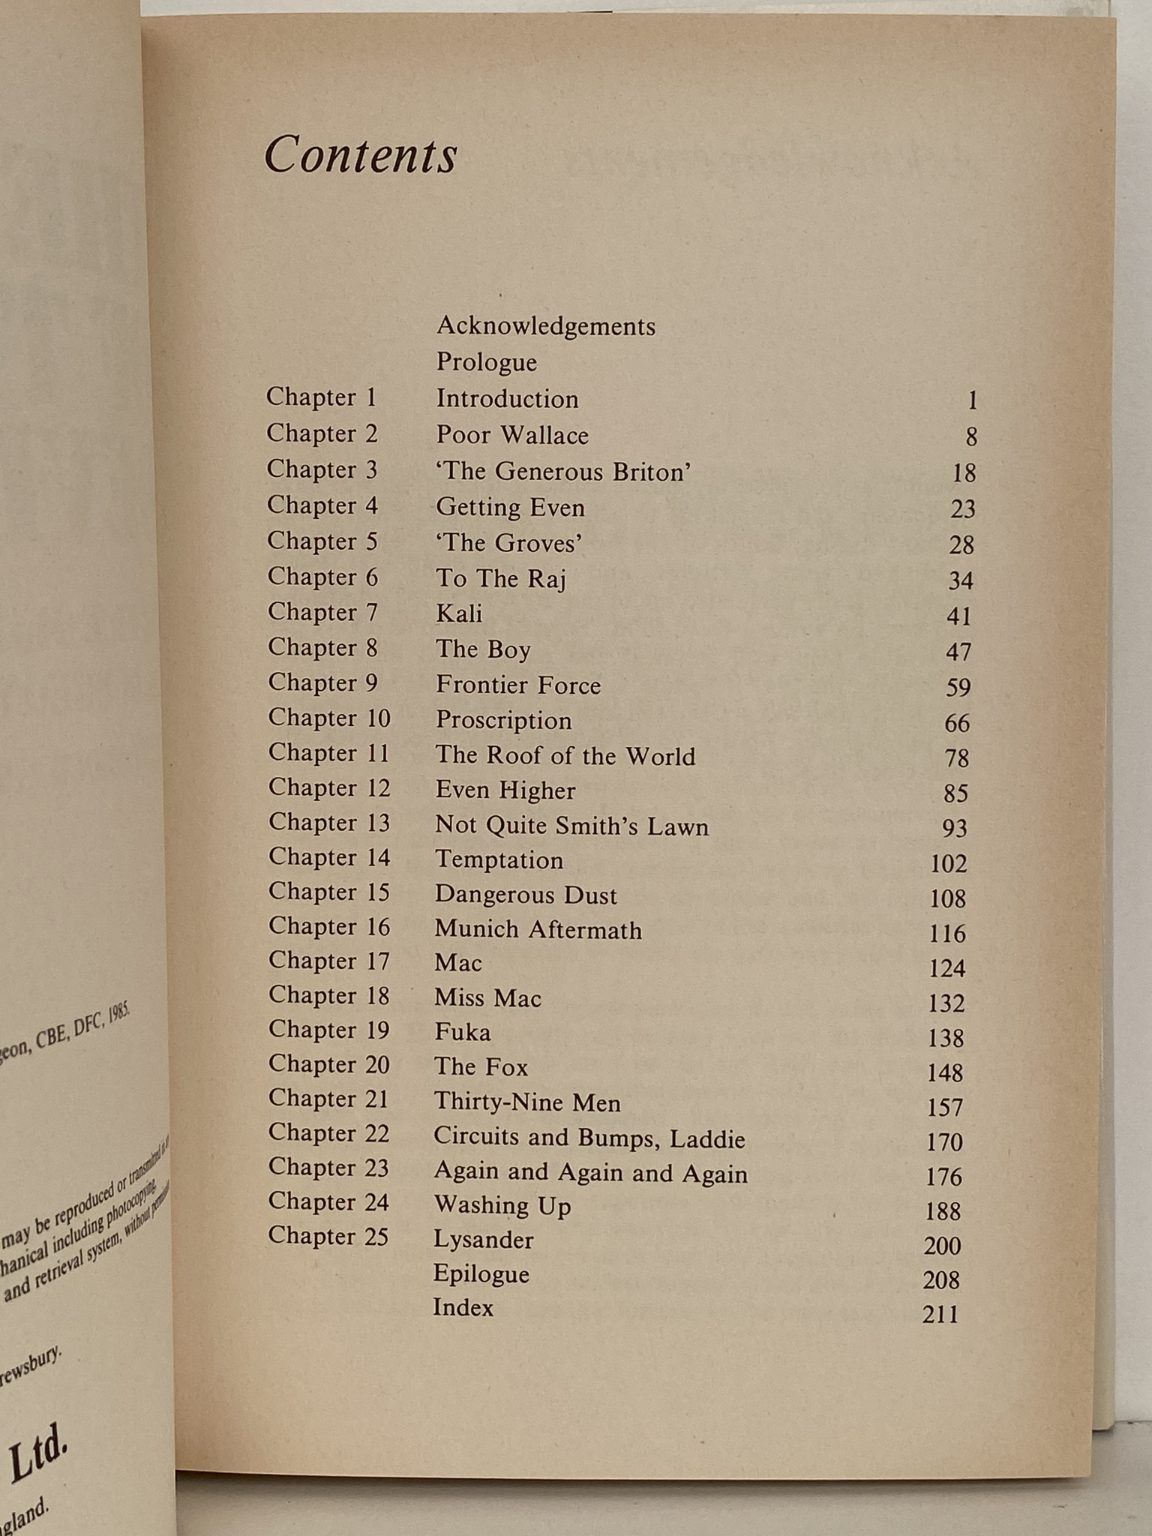 Contents
Acknowledgements
Prologue
Chapter 1 Introduction 1
Chapter 2 Poor Wallace 8
Chapter 3 ‘The Generous Briton’ 18
Chapter 4 Getting Even 23
Chapter 5 ‘The Groves’ 28
Chapter 6 To The Raj 34
Chapter 7 Kali 41
Chapter 8 The Boy 47
Chapter 9 Frontier Force 59
Chapter 10 Proscription 66
Chapter 11 The Roof of the World 78
Chapter 12 Even Higher 85
Chapter 13 Not Quite Smith’s Lawn 93
Chapter 14 Temptation 102
Chapter 15 Dangerous Dust 108
Chapter 16 Munich Aftermath 116
Chapter 17 Mac 124
Chapter 18 Miss Mac 132
Chapter 19 Fuka 138
Chapter 20 The Fox 148
Chapter 21 Thirty-Nine Men 157
Chapter 22 Circuits and Bumps, Laddie 170
Chapter 23 Again and Again and Again 176
Chapter 24 Washing Up 188
Chapter 25 Lysander 200
Epilogue 208
Index 211
geon, CBE, DFC, 1985.
may be reproduced or transmitted
hanical including photocopying,
and retrieval system, without
rewsbury.
Ltd.
ngland.